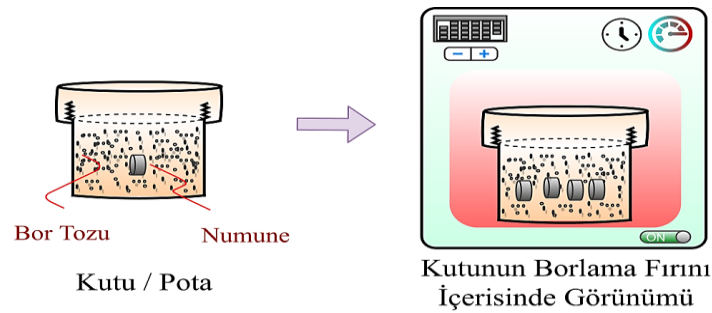 Bor Tozu
Numune
Kutu / Pota
− +
ON
Kutunun Borlama Fırını
İçerisinde Görünümü